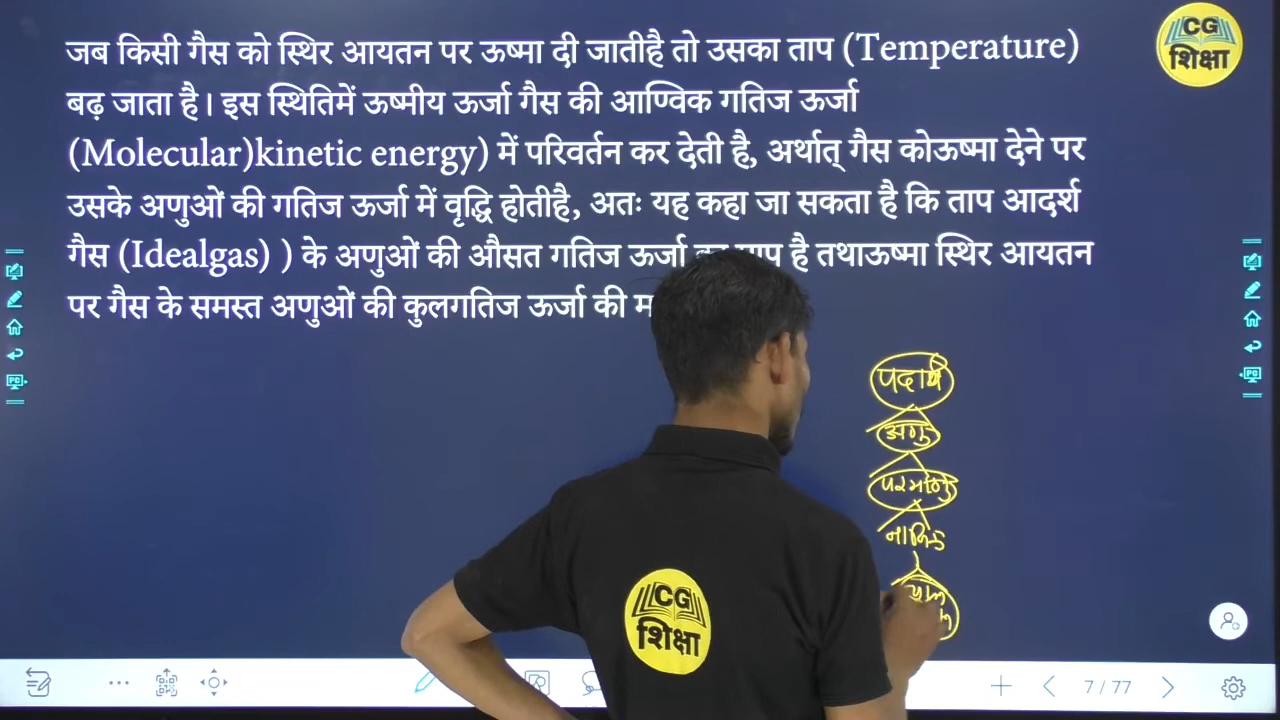 जब किसी गैस को स्थिर आयतन पर ऊष्मा दी जातीहै तो उसका ताप (Temperature)
बढ़ जाता है। इस स्थितिमें ऊष्मीय ऊर्जा गैस की आण्विक गतिज ऊर्जा
(Molecular)kinetic energy) में परिवर्तन कर देती है, अर्थात् गैस कोऊष्मा देने पर
उसके अणुओं की गतिज ऊर्जा में वृद्धि होतीहै, अतः यह कहा जा सकता है कि ताप आदर्श
गैस (Idealgas) ) के अणुओं की औसत गतिज ऊर्जा है तथाऊष्मा स्थिर आयतन
पर गैस के समस्त अणुओं की कुलगतिज ऊर्जा की
CG
शिक्षा
पदार्थ
अणु
परमाणु
CG
शिक्षा
7 / 77